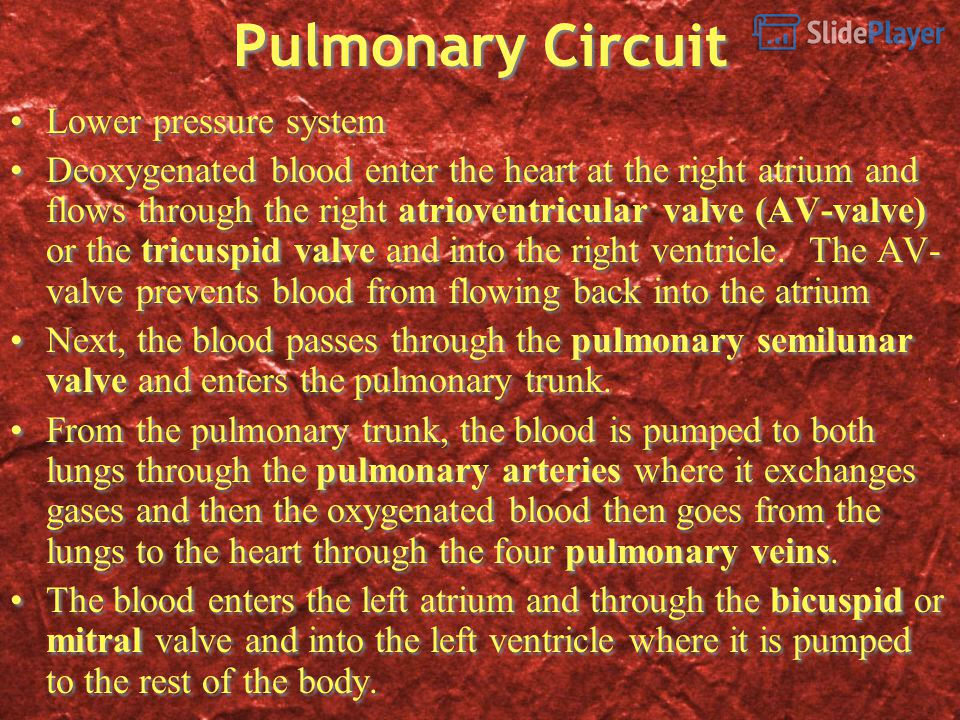 Pulmonary Circuit
SlidePlayer
• Lower pressure system
• Deoxygenated blood enter the heart at the right atrium and
flows through the right atrioventricular valve (AV-valve)
or the tricuspid valve and into the right ventricle. The AV-
valve prevents blood from flowing back into the atrium
• Next, the blood passes through the pulmonary semilunar
valve and enters the pulmonary trunk.
• From the pulmonary trunk, the blood is pumped to both
lungs through the pulmonary arteries where it exchanges
gases and then the oxygenated blood then goes from the
lungs to the heart through the four pulmonary veins.
• The blood enters the left atrium and through the bicuspid or
mitral valve and into the left ventricle where it is pumped
to the rest of the body.